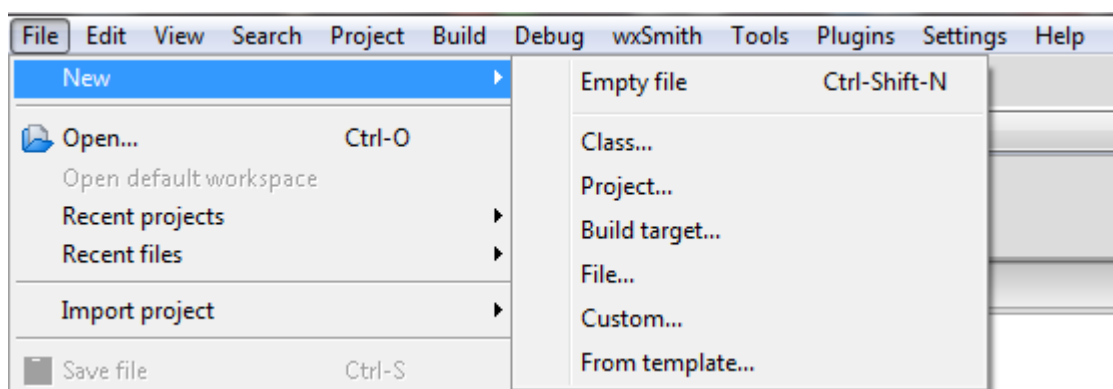 File Edit View Search Project Build Debug wxSmith Tools Plugins Settings Help
New
Open... Ctrl-O
Open default workspace
Recent projects
Recent files
Import project
Save file Ctrl-S
Empty file Ctrl-Shift-N
Class...
Project...
Build target...
File...
Custom...
From template...